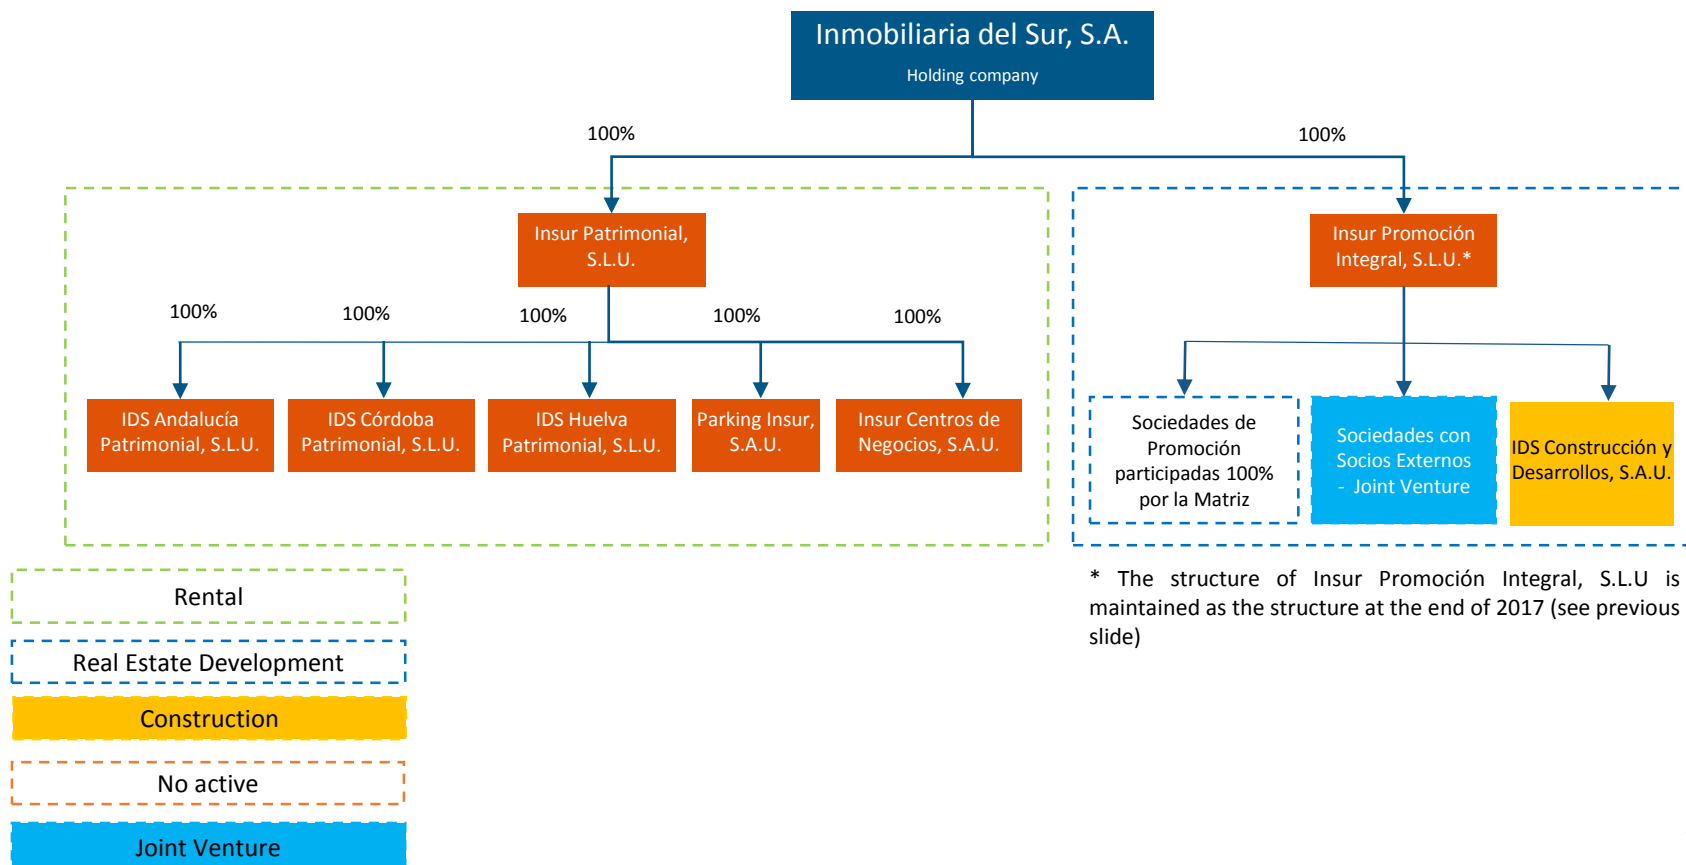 Inmobiliaria del Sur, S.A.
Holding company
100%
100%
Insur Patrimonial,
S.L.U.
Insur Promoción
Integral, S.L.U.*
100%
100%
100%
100%
100%
IDS Andalucía
Patrimonial, S.L.U.
IDS Córdoba
Patrimonial, S.L.U.
IDS Huelva
Patrimonial, S.L.U.
Parking Insur,
S.A.U.
Insur Centros de
Negocios, S.A.U.
Sociedades de
Promoción
participadas 100%
por la Matriz
Sociedades con
Socios Externos
- Joint Venture
IDS Construcción y
Desarrollos, S.A.U.
* The structure of Insur Promoción Integral, S.L.U is
maintained as the structure at the end of 2017 (see previous
slide)
Rental
Real Estate Development
Construction
No active
Joint Venture